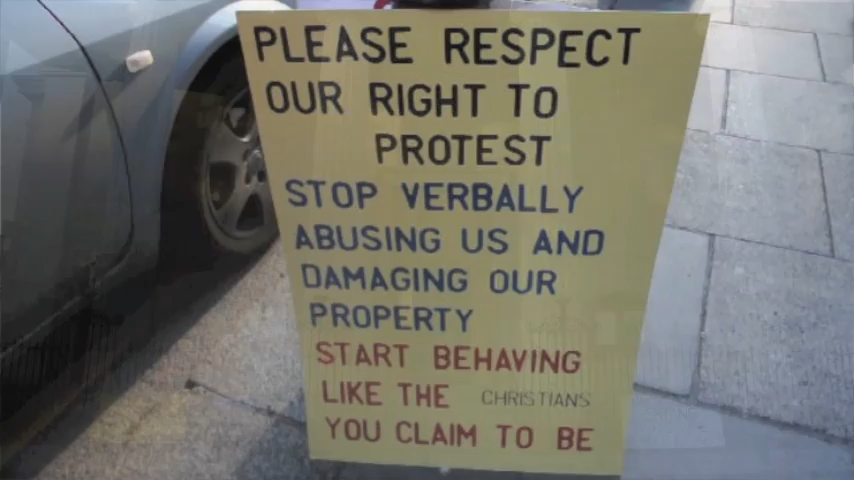 PLEASE RESPECT
OUR RIGHT TO
PROTEST
STOP VERBALLY
ABUSING US AND
DAMAGING OUR
PROPERTY
START BEHAVING
LIKE THE CHRISTIANS
YOU CLAIM TO BE